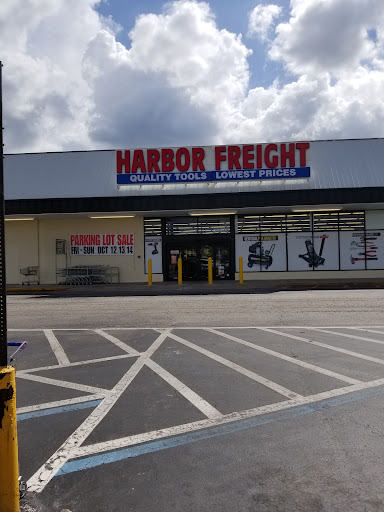 HARBOR FREIGHT
QUALITY TOOLS LOWEST PRICES
PARKING LOT SALE
FRI - SUN OCT 12 13 14